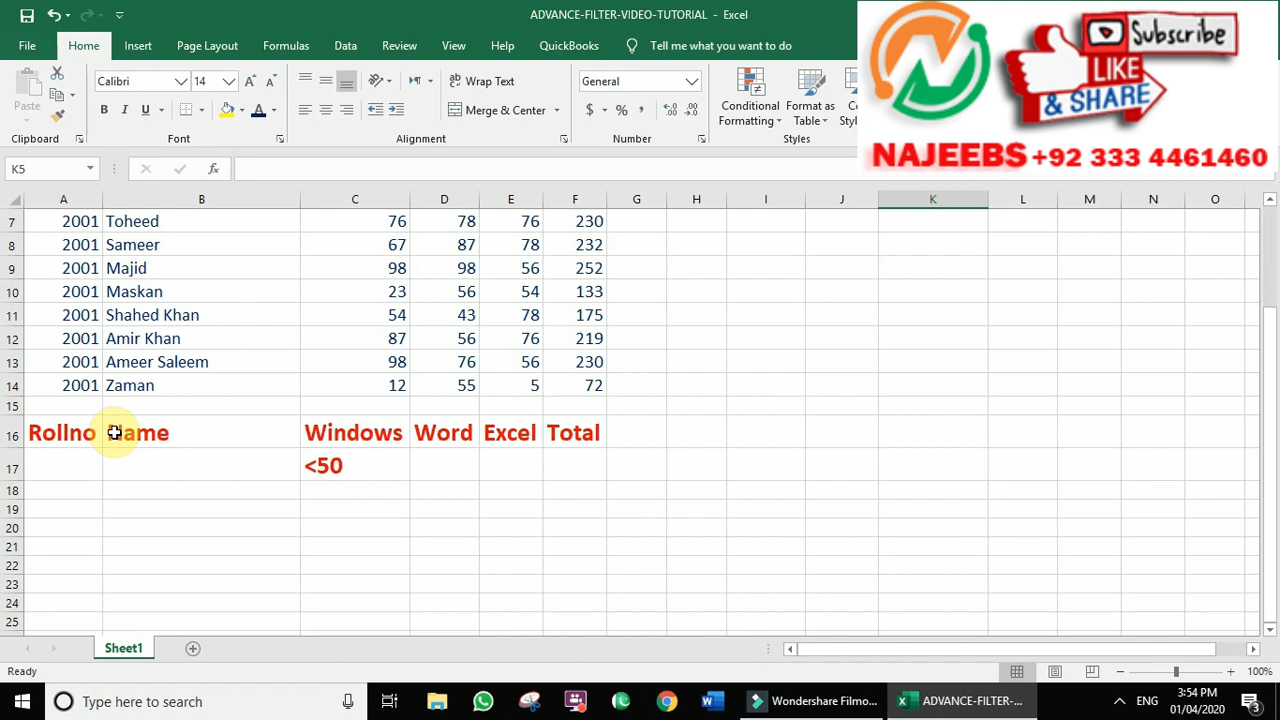 ADVANCE-FILTER-VIDEO-TUTORIAL - Excel
File Home Insert Page Layout Formulas Data Review View Help QuickBooks Tell me what you want to do
Subscribe
LIKE
& SHARE
NAJEEBS +92 333 4461460
Paste
Calibri 14
B I U
Wrap Text
Merge & Center
General
$ % ,
Conditional Formatting
Format as Table
Clipboard Font Alignment Number Styles
K5 fx
A B C D E F G H I J K L M N O
7 2001 Toheed 76 78 76 230
8 2001 Sameer 67 87 78 232
9 2001 Majid 98 98 56 252
10 2001 Maskan 23 56 54 133
11 2001 Shahed Khan 54 43 78 175
12 2001 Amir Khan 87 56 76 219
13 2001 Ameer Saleem 98 76 56 230
14 2001 Zaman 12 55 5 72
15
16 Rollno Name Windows Word Excel Total
17 <50
18
19
20
21
22
23
24
25
Sheet1
Ready 100%
Type here to search
Wondershare Filmo...
ADVANCE-FILTER-...
ENG
3:54 PM
01/04/2020
3